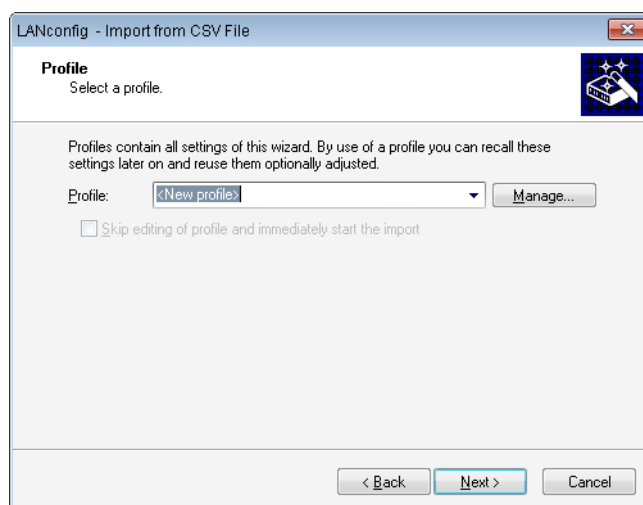 LANconfig - Import from CSV File
Profile
Select a profile.
Profiles contain all settings of this wizard. By use of a profile you can recall these
settings later on and reuse them optionally adjusted.
Profile: <New profile> Manage...
Skip editing of profile and immediately start the import
< Back Next > Cancel